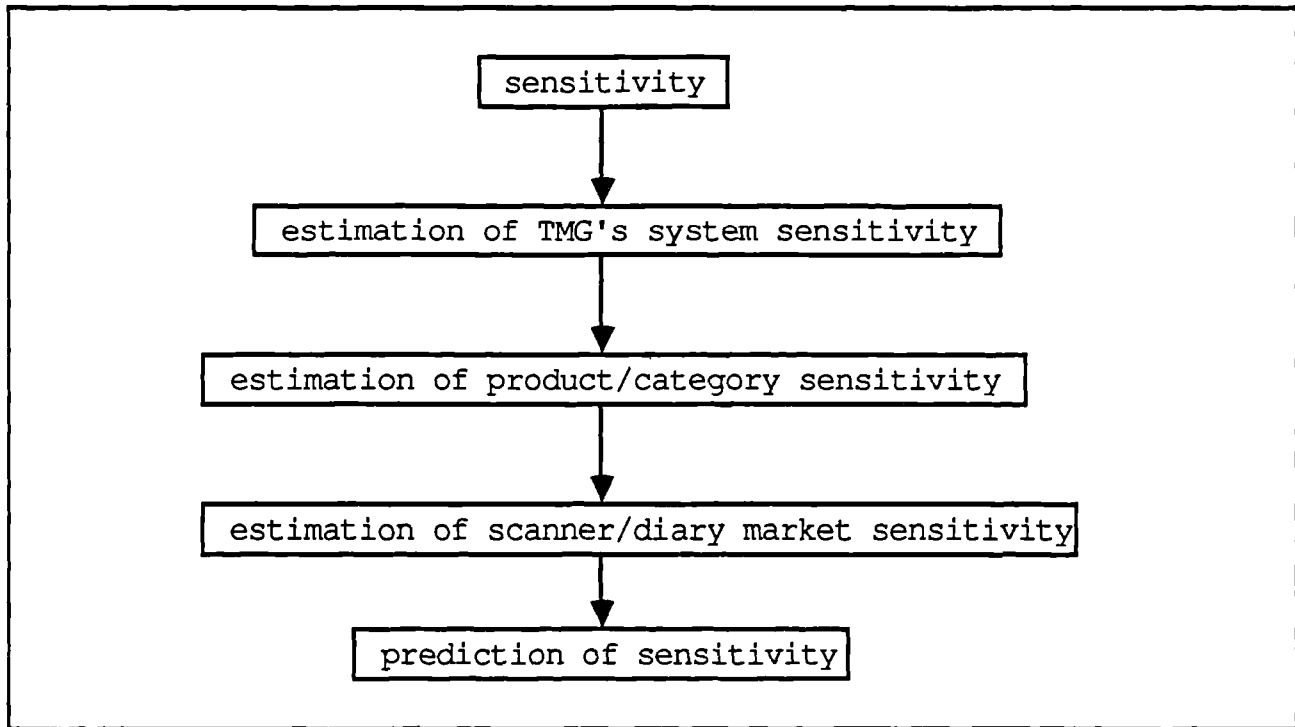 sensitivity
estimation of TMG's system sensitivity
estimation of product/category sensitivity
estimation of scanner/diary market sensitivity
prediction of sensitivity